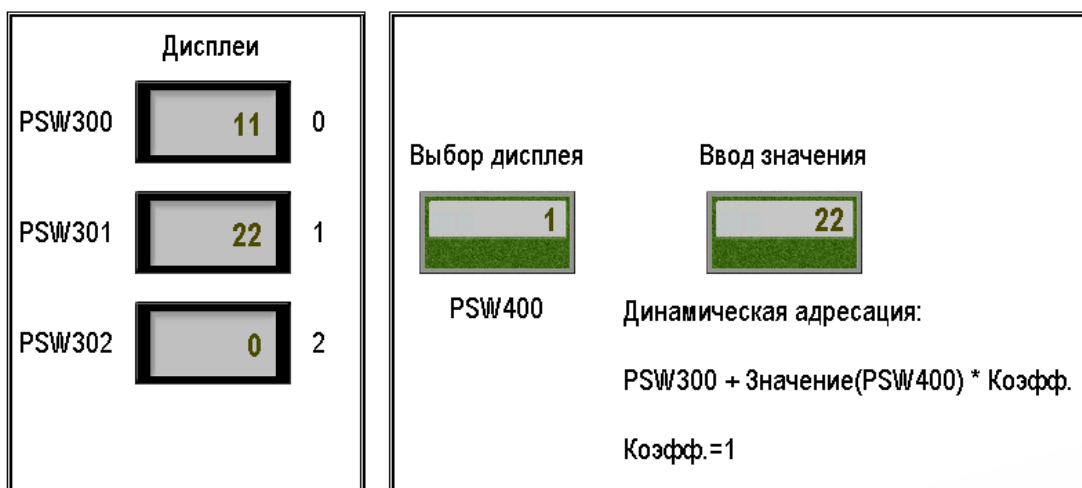 Дисплеи
PSW300 11 0
PSW301 22 1
PSW302 0 2
Выбор дисплея Ввод значения
1 22
PSW400
Динамическая адресация:
PSW300 + Значение(PSW400) * Коэфф.
Коэфф.=1